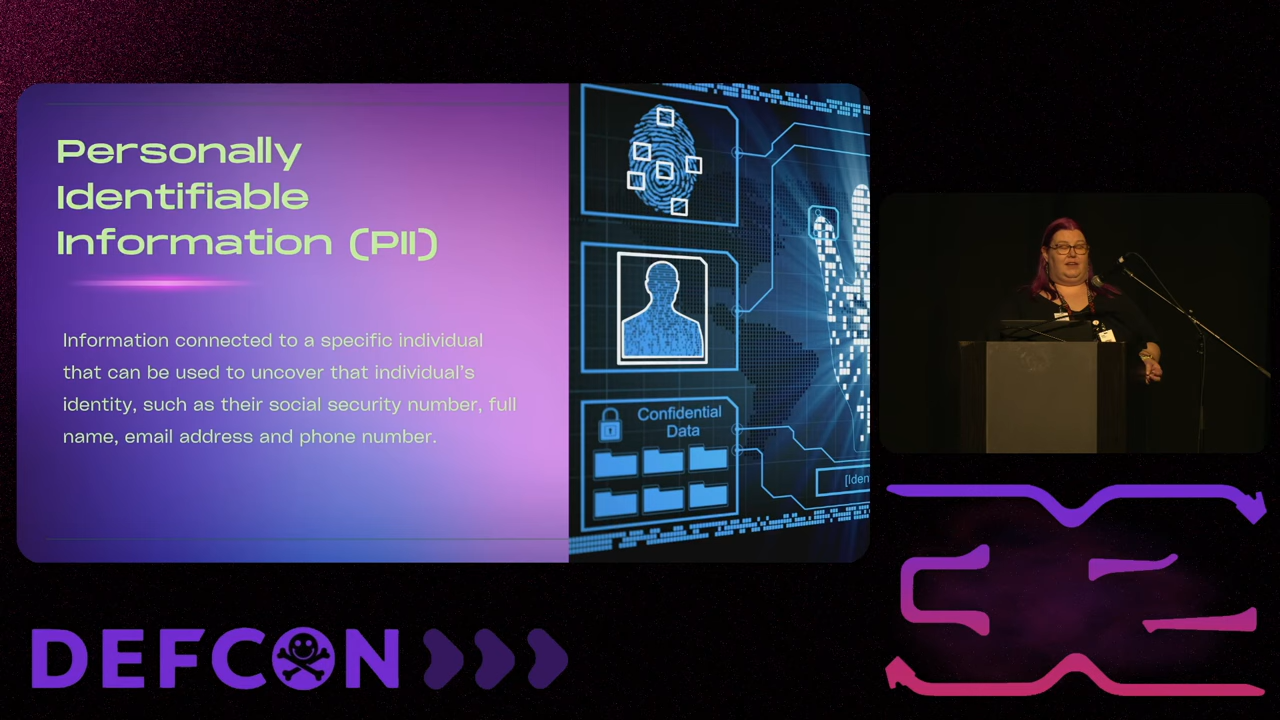 Personally
Identifiable
Information (PII)
Information connected to a specific individual
that can be used to uncover that individual's
identity, such as their social security number, full
name, email address and phone number.
Confidential
Data
[Iden
DEFCON